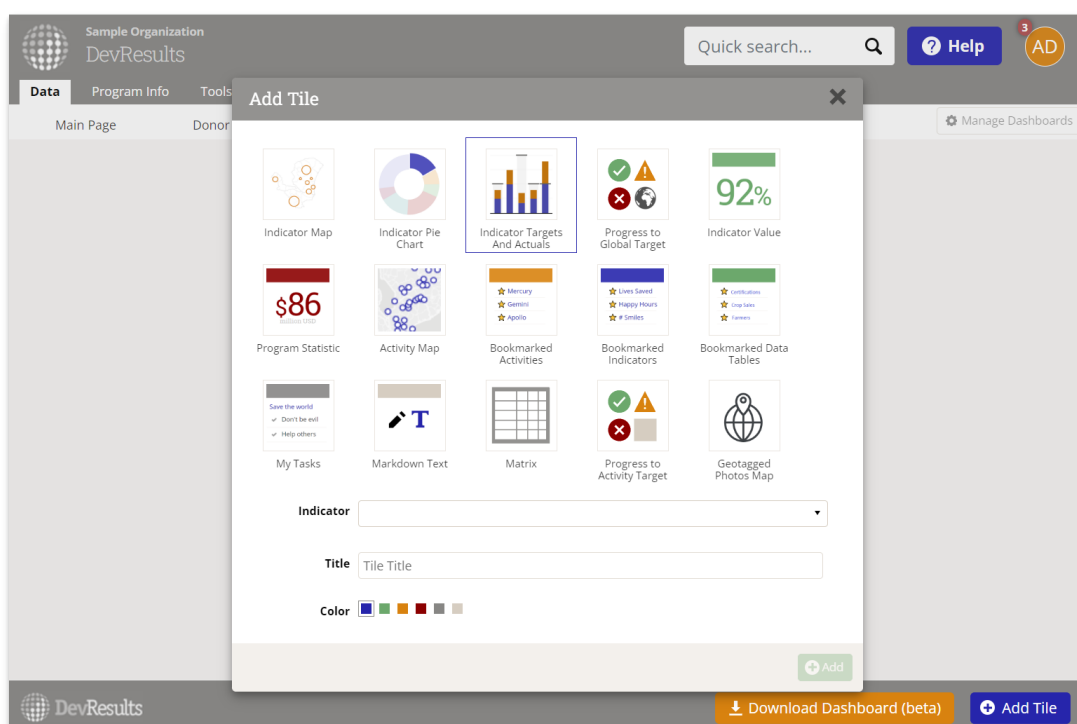 Sample Organization
DevResults
Quick search...
Help
3
AD
Data
Program Info
Tools
Main Page
Donor
Manage Dashboards
Add Tile
Indicator Map
Indicator Pie
Chart
Indicator Targets
And Actuals
Progress to
Global Target
92%
Indicator Value
$86
million USD
Program Statistic
Activity Map
Mercury
Gemini
Apollo
Bookmarked
Activities
Lives Saved
Happy Hours
# Smiles
Bookmarked
Indicators
Certifications
Crop Sales
Farmers
Bookmarked Data
Tables
Save the world
Don't be evil
Help others
My Tasks
T
Markdown Text
Matrix
Progress to
Activity Target
Geotagged
Photos Map
Indicator
Title
Tile Title
Color
Add
DevResults
Download Dashboard (beta)
Add Tile